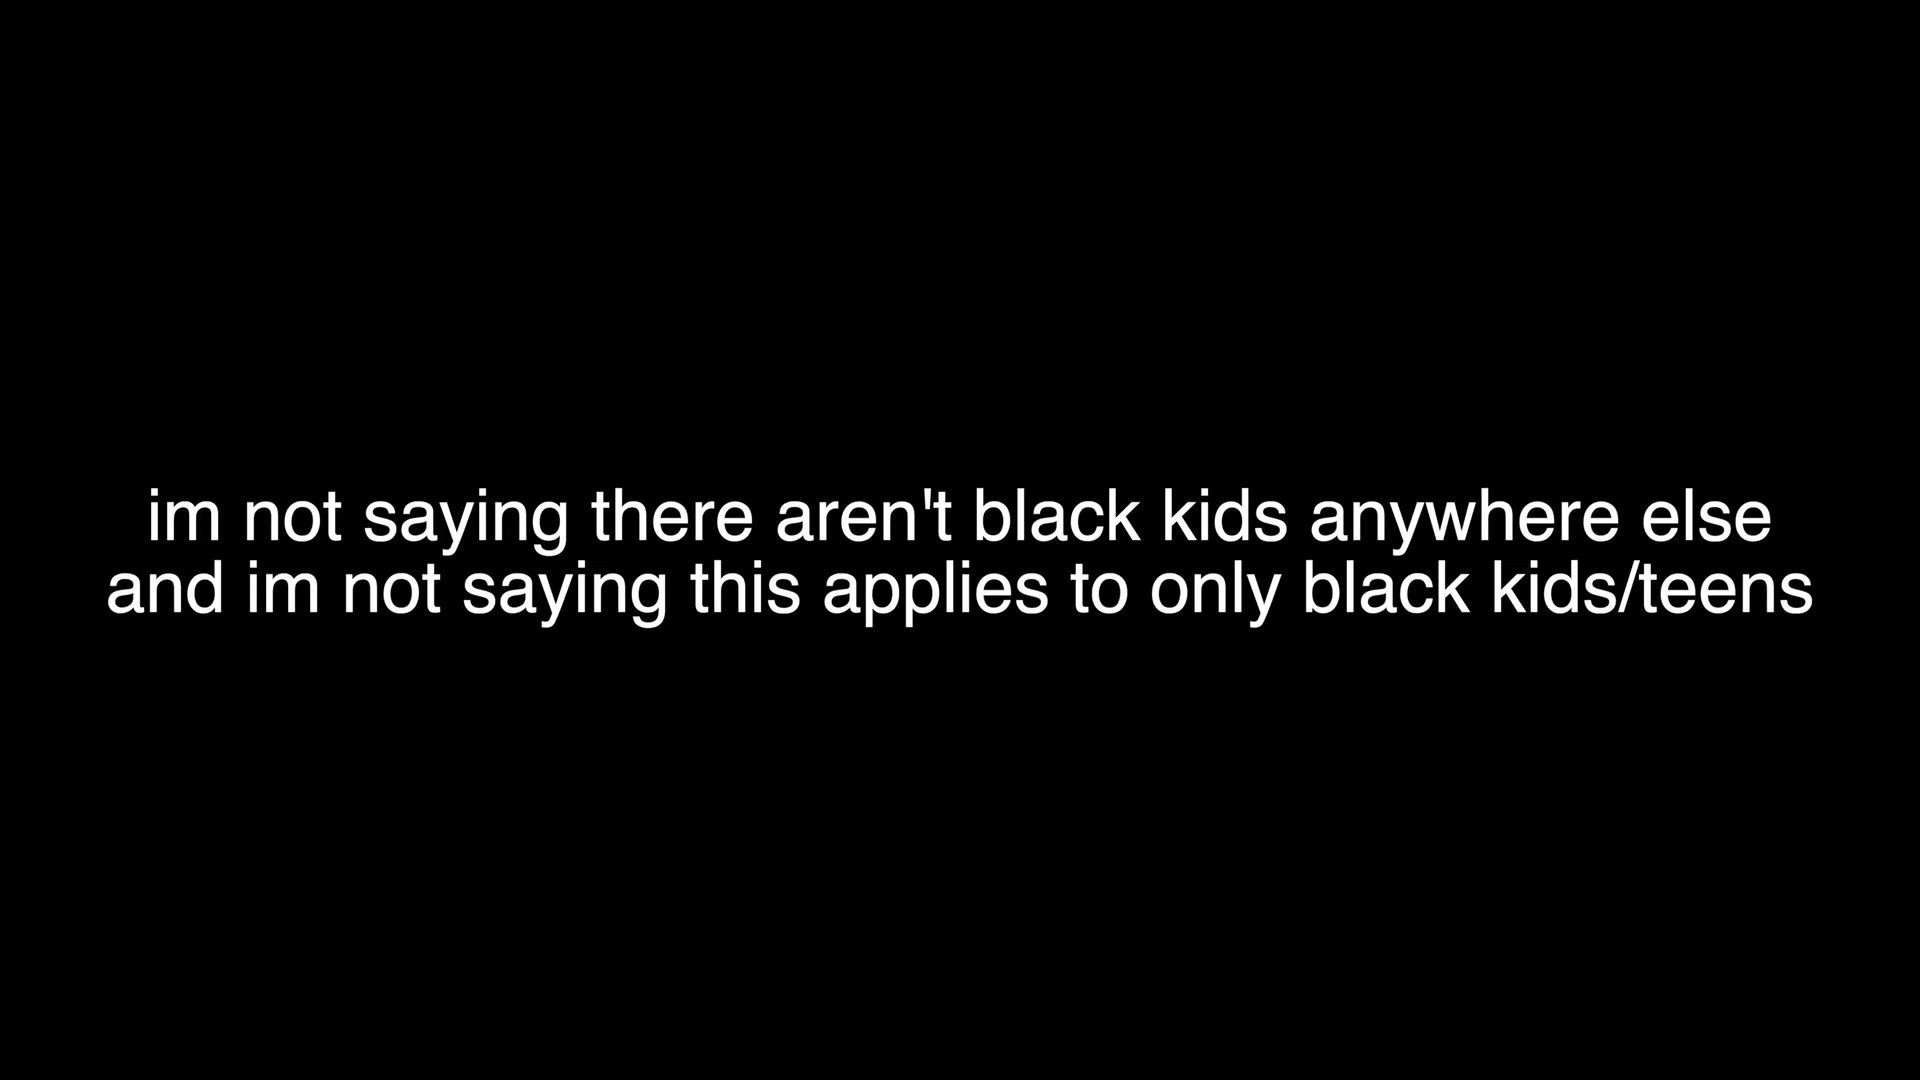 im not saying there aren't black kids anywhere else
and im not saying this applies to only black kids/teens